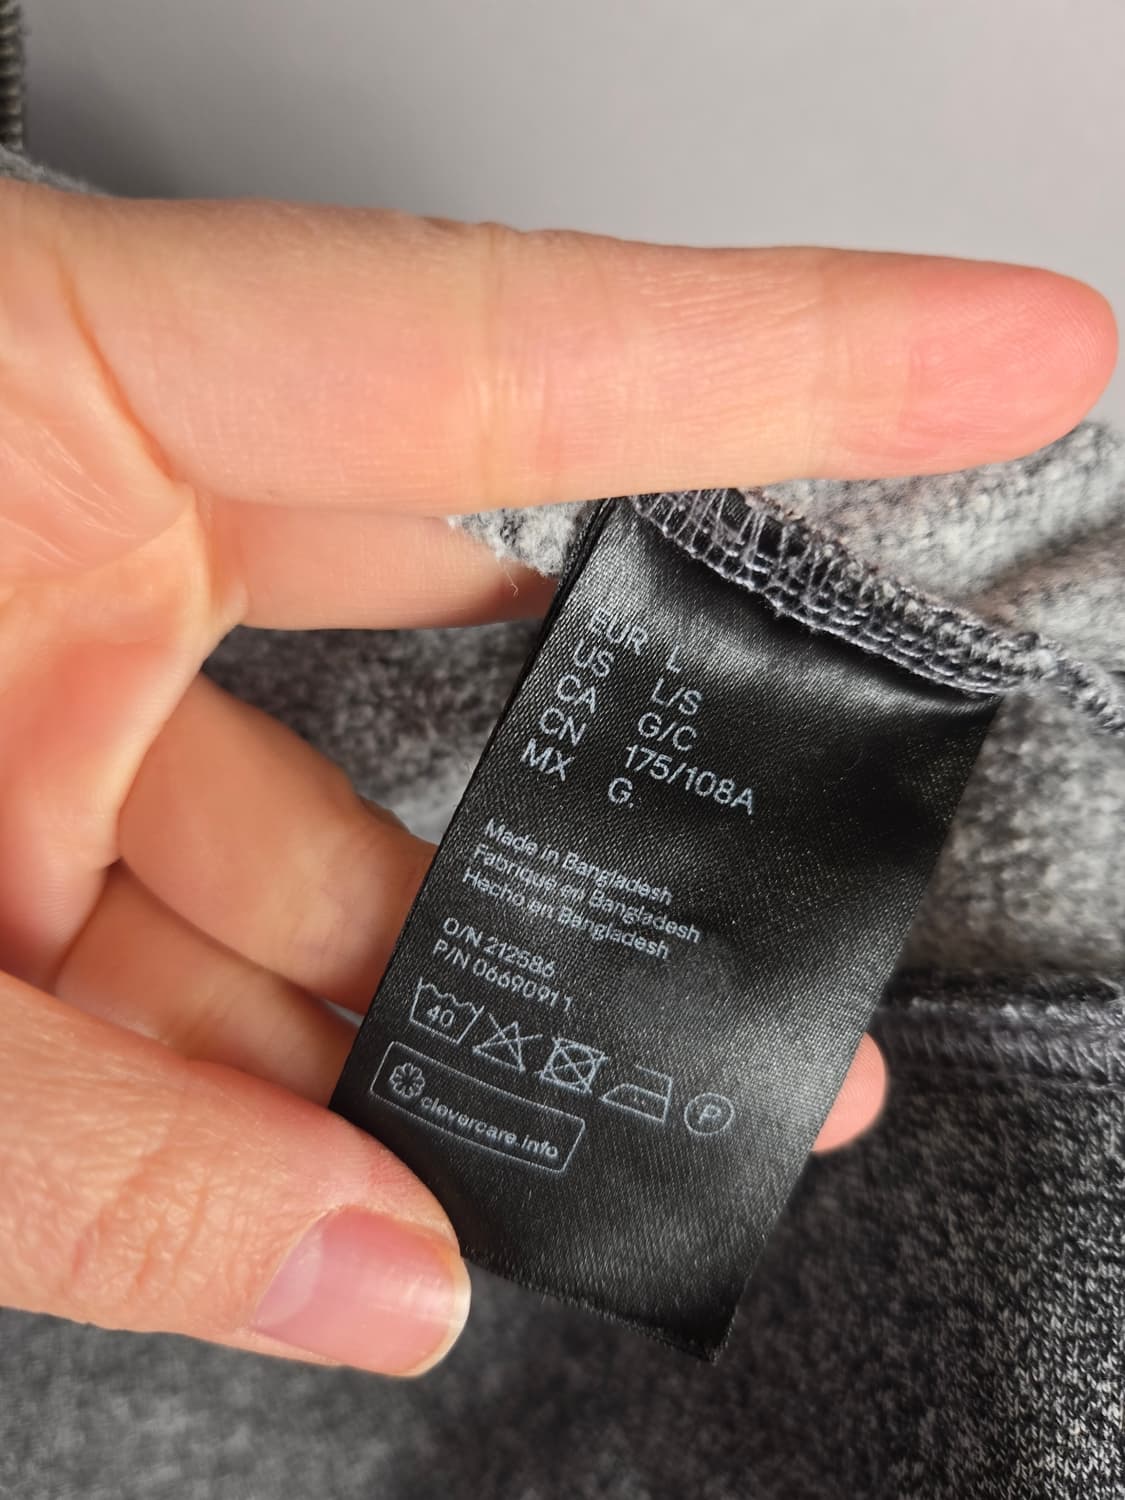 EUR L
US L/S
CA G/C
CN 175/108A
MX G.
Made in Bangladesh
Fabriqué en Bangladesh
Hecho en Bangladesh
O/N 212586
P/N 06690911
40
P
clevercare.info